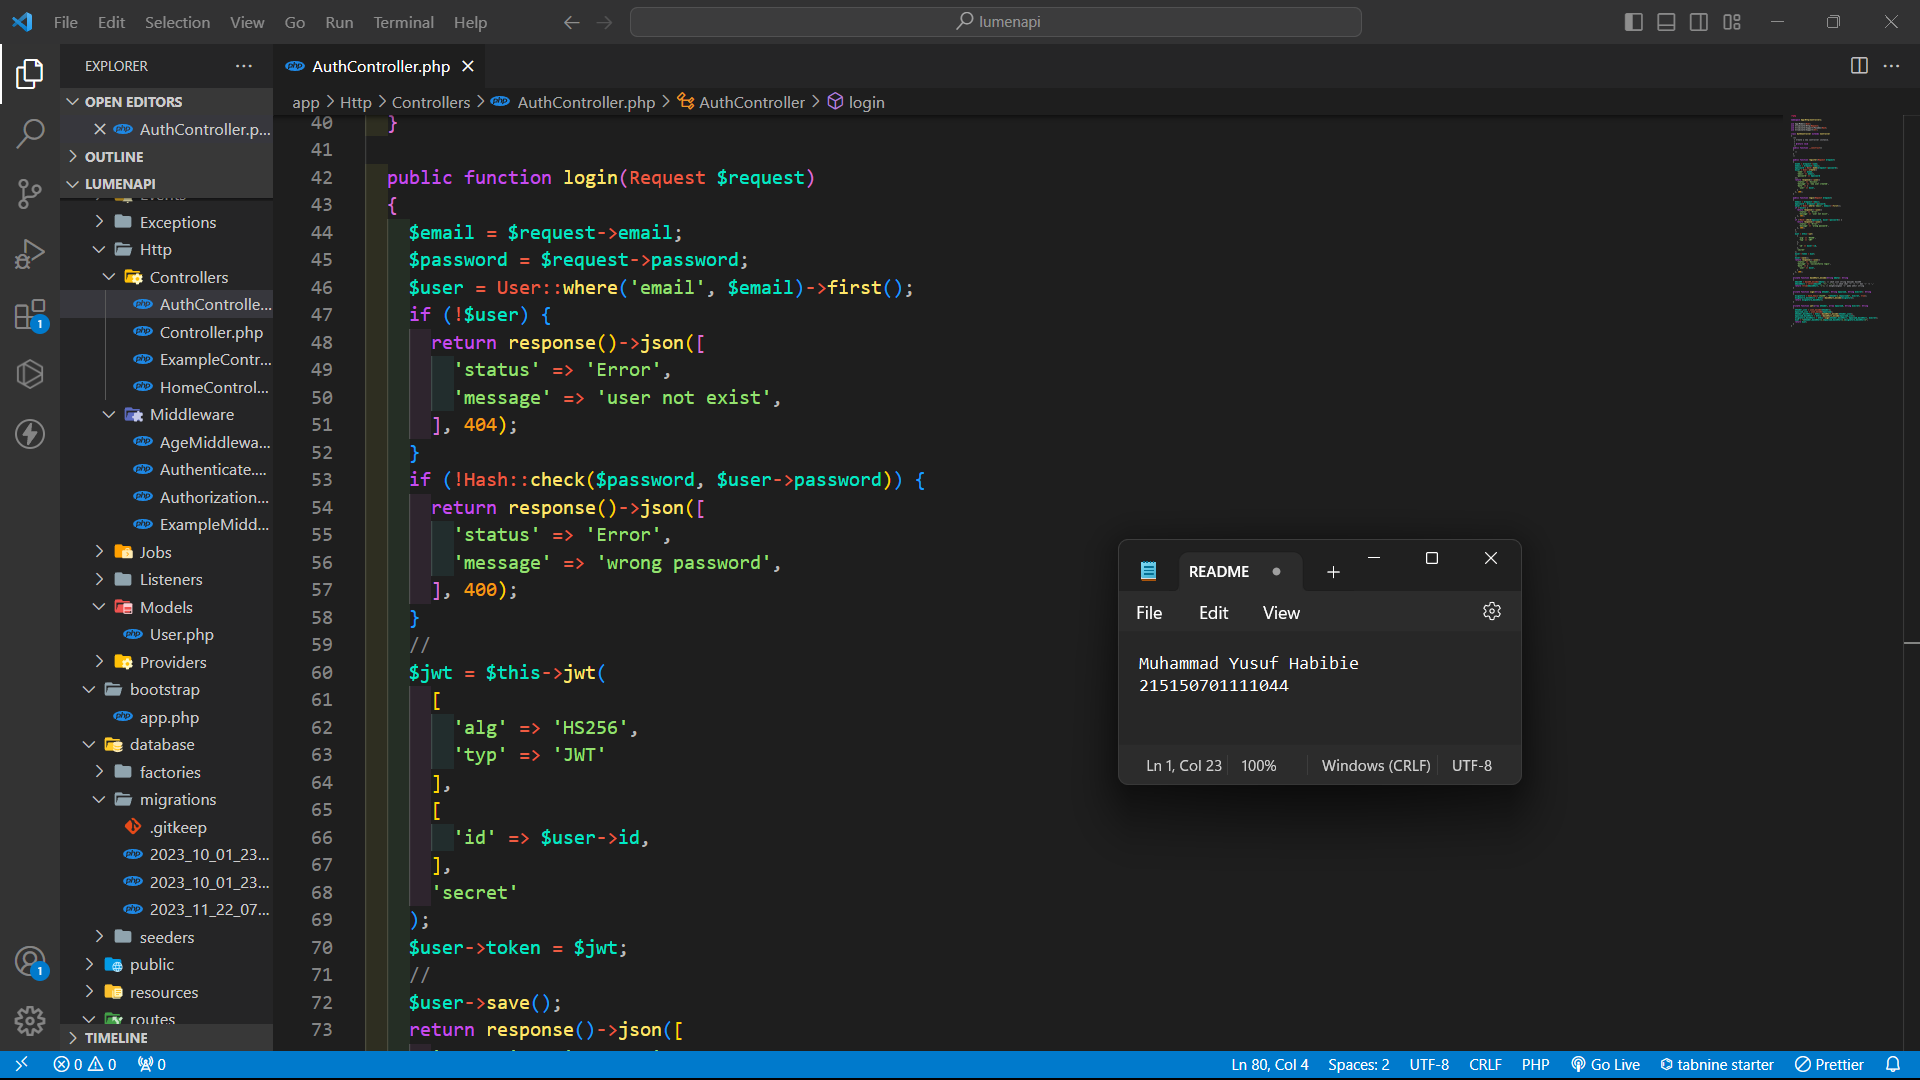 File Edit Selection View Go Run Terminal Help
lumenapi
EXPLORER
OPEN EDITORS
AuthController.p...
OUTLINE
LUMENAPI
Events
Exceptions
Http
Controllers
AuthControlle...
Controller.php
ExampleContr...
HomeControl...
Middleware
AgeMiddlewa...
Authenticate....
Authorization...
ExampleMidd...
Jobs
Listeners
Models
User.php
Providers
bootstrap
app.php
database
factories
migrations
.gitkeep
2023_10_01_23...
2023_10_01_23...
2023_11_22_07...
seeders
public
resources
routes
TIMELINE
AuthController.php
app > Http > Controllers > AuthController.php > AuthController > login
40 }
41
42 public function login(Request $request)
43 {
44 $email = $request->email;
45 $password = $request->password;
46 $user = User::where('email', $email)->first();
47 if (!$user) {
48 return response()->json([
49 'status' => 'Error',
50 'message' => 'user not exist',
51 ], 404);
52 }
53 if (!Hash::check($password, $user->password)) {
54 return response()->json([
55 'status' => 'Error',
56 'message' => 'wrong password',
57 ], 400);
58 }
59 //
60 $jwt = $this->jwt(
61 [
62 'alg' => 'HS256',
63 'typ' => 'JWT'
64 ],
65 [
66 'id' => $user->id,
67 ],
68 'secret'
69 );
70 $user->token = $jwt;
71 //
72 $user->save();
73 return response()->json([
README
File Edit View
Muhammad Yusuf Habibie
215150701111044
Ln 1, Col 23 100% Windows (CRLF) UTF-8
1
1
0 0 0
Ln 80, Col 4 Spaces: 2 UTF-8 CRLF PHP Go Live tabnine starter Prettier